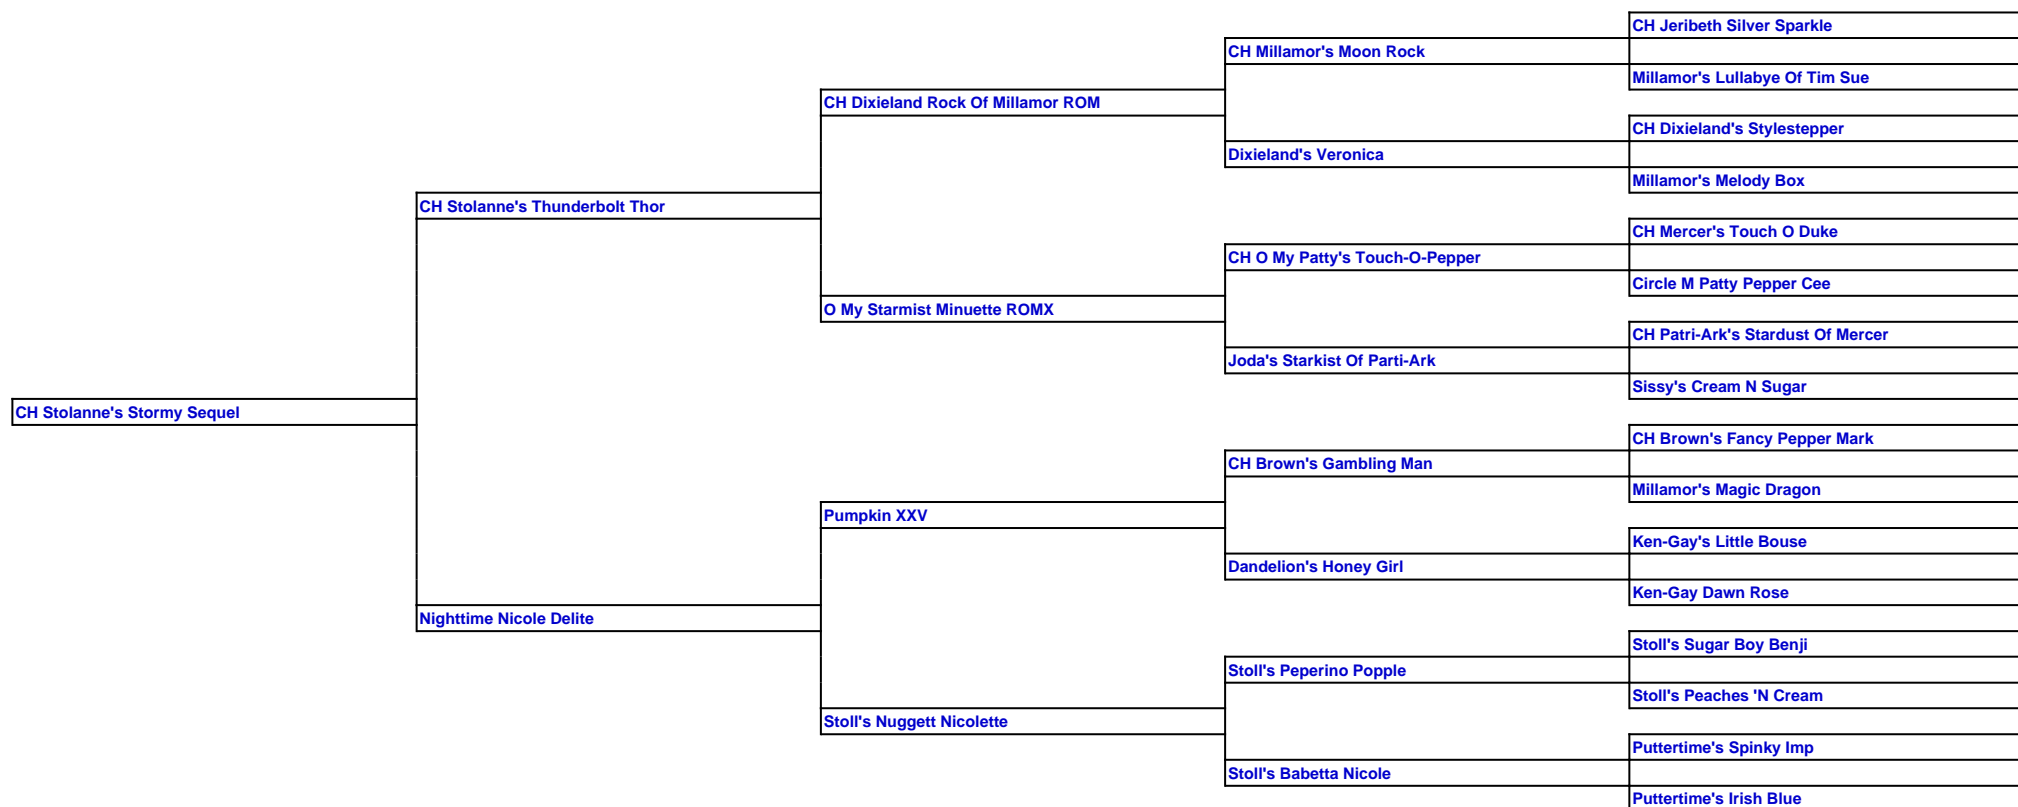 CH Jeribeth Silver Sparkle
CH Millamor's Moon Rock
Millamor's Lullabye Of Tim Sue
CH Dixieland Rock Of Millamor ROM
CH Dixieland's Stylestepper
Dixieland's Veronica
Millamor's Melody Box
CH Stolanne's Thunderbolt Thor
CH Mercer's Touch O Duke
CH O My Patty's Touch-O-Pepper
Circle M Patty Pepper Cee
O My Starmist Minuette ROMX
CH Patri-Ark's Stardust Of Mercer
Joda's Starkist Of Parti-Ark
Sissy's Cream N Sugar
CH Stolanne's Stormy Sequel
CH Brown's Fancy Pepper Mark
CH Brown's Gambling Man
Millamor's Magic Dragon
Pumpkin XXV
Ken-Gay's Little Bouse
Dandelion's Honey Girl
Ken-Gay Dawn Rose
Nighttime Nicole Delite
Stoll's Sugar Boy Benji
Stoll's Peperino Popple
Stoll's Peaches 'N Cream
Stoll's Nuggett Nicolette
Puttertime's Spinky Imp
Stoll's Babetta Nicole
Puttertime's Irish Blue